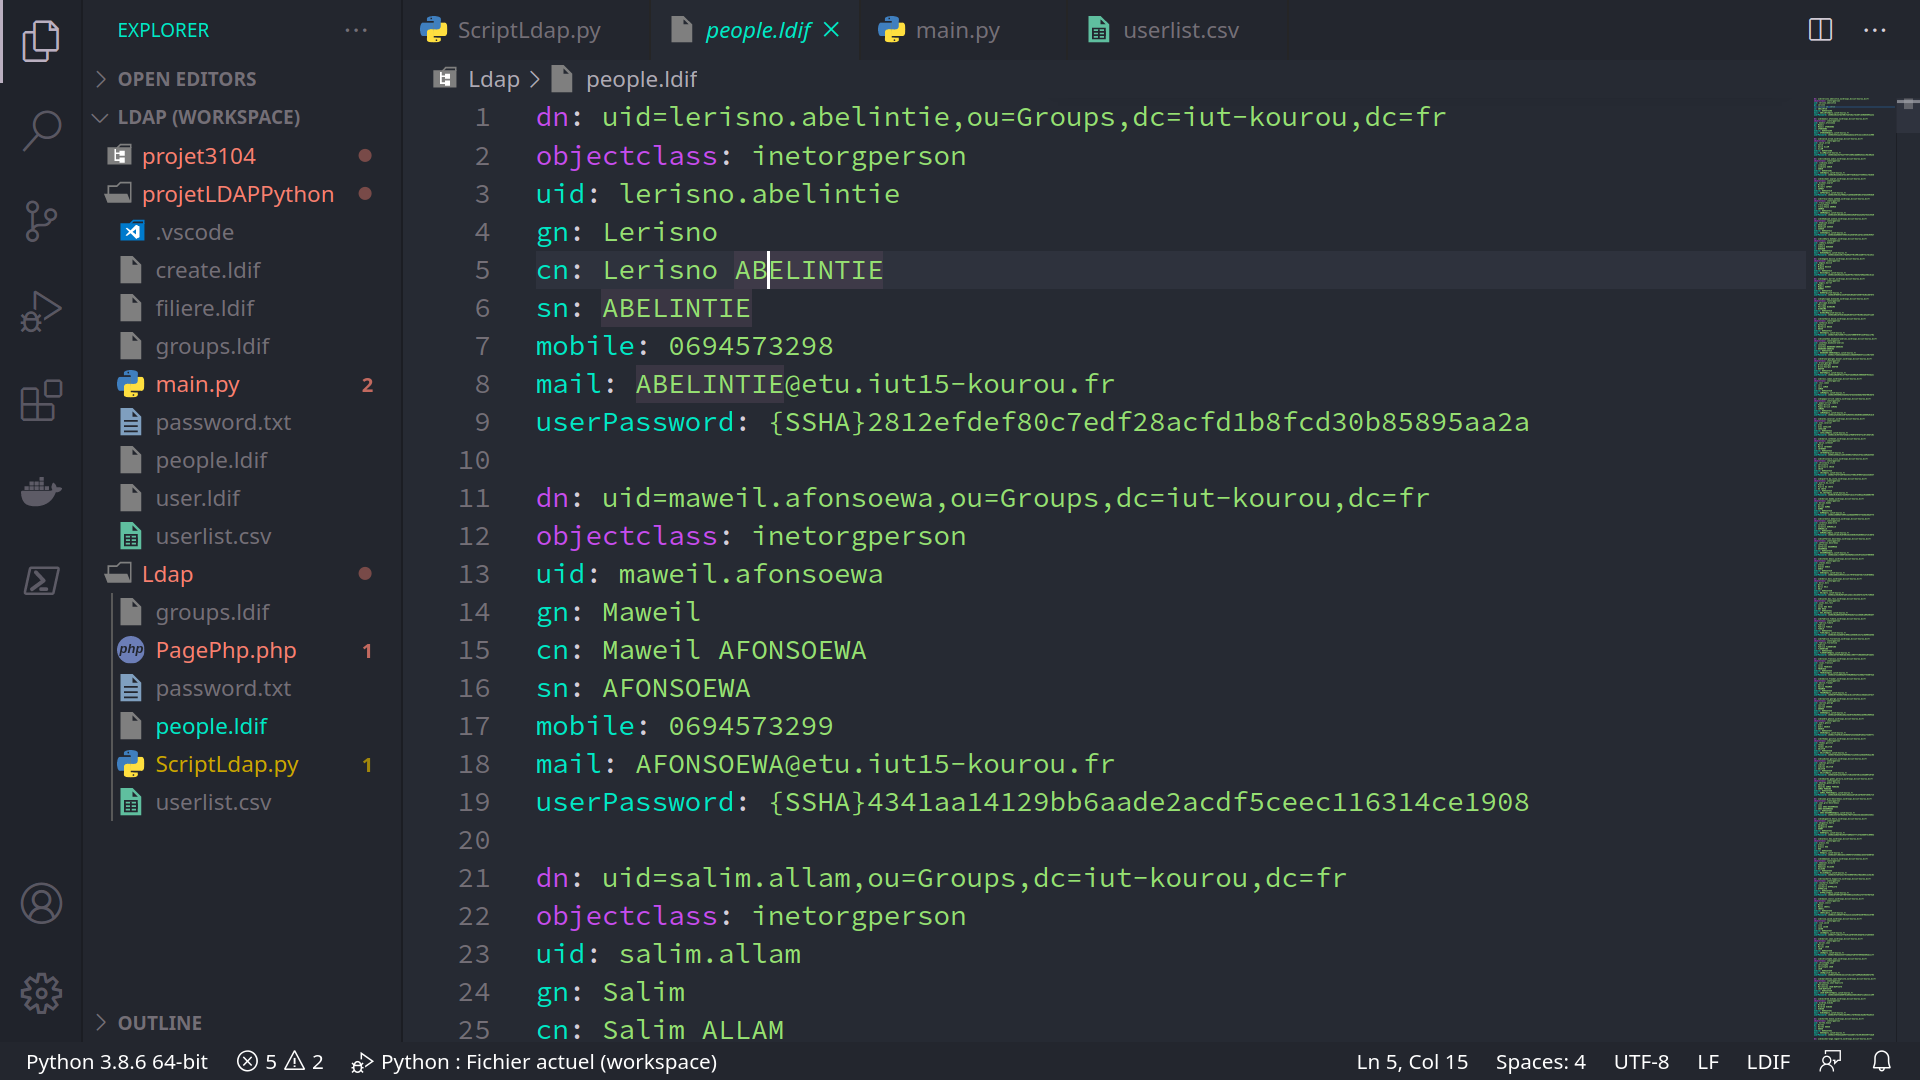 EXPLORER
OPEN EDITORS
LDAP (WORKSPACE)
projet3104
projetLDAPPython
.vscode
create.ldif
filiere.ldif
groups.ldif
main.py 2
password.txt
people.ldif
user.ldif
userlist.csv
Ldap
groups.ldif
PagePhp.php 1
password.txt
people.ldif
ScriptLdap.py 1
userlist.csv
OUTLINE
ScriptLdap.py people.ldif main.py userlist.csv
Ldap > people.ldif
1 dn: uid=lerisno.abelintie,ou=Groups,dc=iut-kourou,dc=fr
2 objectclass: inetorgperson
3 uid: lerisno.abelintie
4 gn: Lerisno
5 cn: Lerisno ABELINTIE
6 sn: ABELINTIE
7 mobile: 0694573298
8 mail: ABELINTIE@etu.iut15-kourou.fr
9 userPassword: {SSHA}2812efdef80c7edf28acfd1b8fcd30b85895aa2a
10
11 dn: uid=maweil.afonsoewa,ou=Groups,dc=iut-kourou,dc=fr
12 objectclass: inetorgperson
13 uid: maweil.afonsoewa
14 gn: Maweil
15 cn: Maweil AFONSOEWA
16 sn: AFONSOEWA
17 mobile: 0694573299
18 mail: AFONSOEWA@etu.iut15-kourou.fr
19 userPassword: {SSHA}4341aa14129bb6aade2acdf5ceec116314ce1908
20
21 dn: uid=salim.allam,ou=Groups,dc=iut-kourou,dc=fr
22 objectclass: inetorgperson
23 uid: salim.allam
24 gn: Salim
25 cn: Salim ALLAM
Python 3.8.6 64-bit 5 2 Python : Fichier actuel (workspace) Ln 5, Col 15 Spaces: 4 UTF-8 LF LDIF